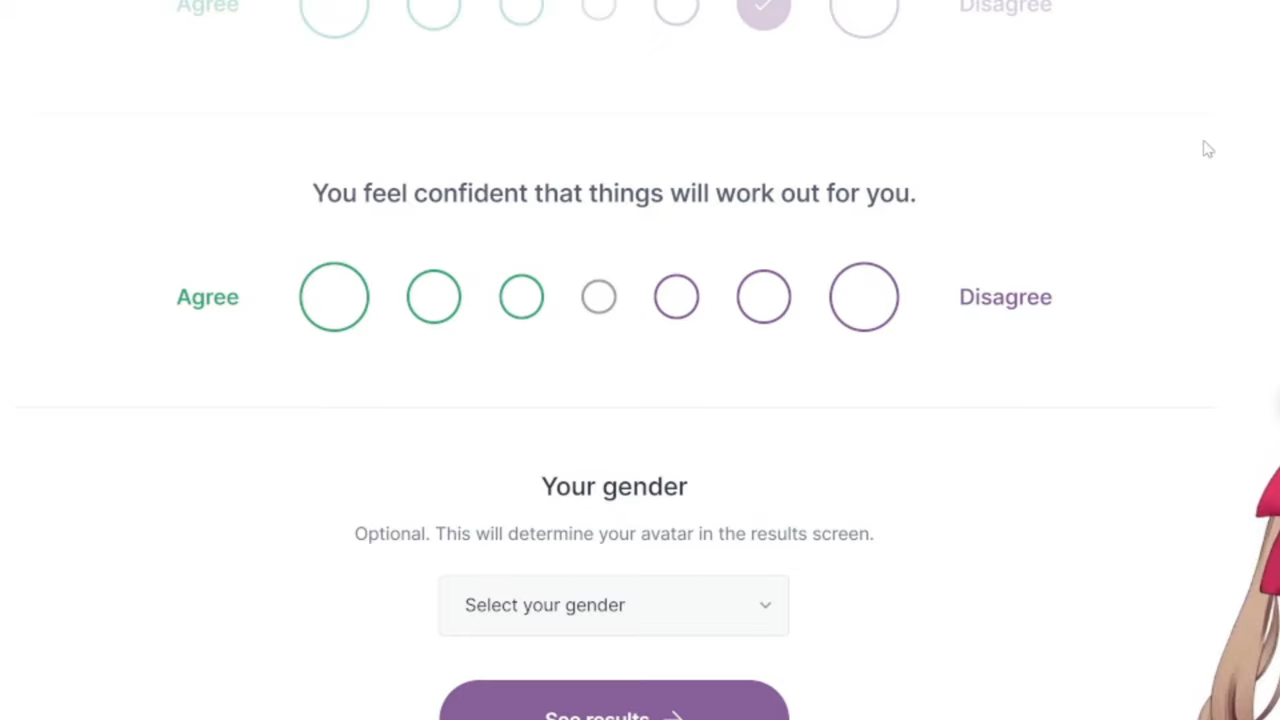 Agree Disagree
You feel confident that things will work out for you.
Agree Disagree
Your gender
Optional. This will determine your avatar in the results screen.
Select your gender
See results